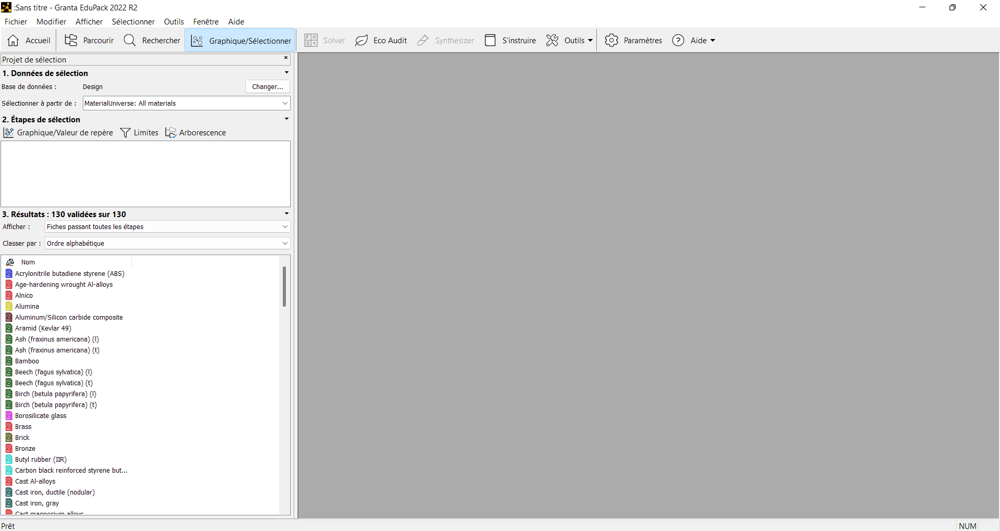 :Sans titre - Granta EduPack 2022 R2
Fichier Modifier Afficher Sélectionner Outils Fenêtre Aide
Accueil Parcourir Rechercher Graphique/Sélectionner Solver Eco Audit Synthesizer S'instruire Outils Paramètres Aide
Projet de sélection
1. Données de sélection
Base de données : Design Changer...
Sélectionner à partir de : MaterialUniverse: All materials
2. Étapes de sélection
Graphique/Valeur de repère Limites Arborescence
3. Résultats : 130 validées sur 130
Afficher : Fiches passant toutes les étapes
Classer par : Ordre alphabétique
Nom
Acrylonitrile butadiene styrene (ABS)
Age-hardening wrought Al-alloys
Alnico
Alumina
Aluminum/Silicon carbide composite
Aramid (Kevlar 49)
Ash (fraxinus americana) (l)
Ash (fraxinus americana) (t)
Bamboo
Beech (fagus sylvatica) (l)
Beech (fagus sylvatica) (t)
Birch (betula papyrifera) (l)
Birch (betula papyrifera) (t)
Borosilicate glass
Brass
Brick
Bronze
Butyl rubber (IIR)
Carbon black reinforced styrene but...
Cast Al-alloys
Cast iron, ductile (nodular)
Cast iron, gray
Cast magnesium alloys
Prêt NUM